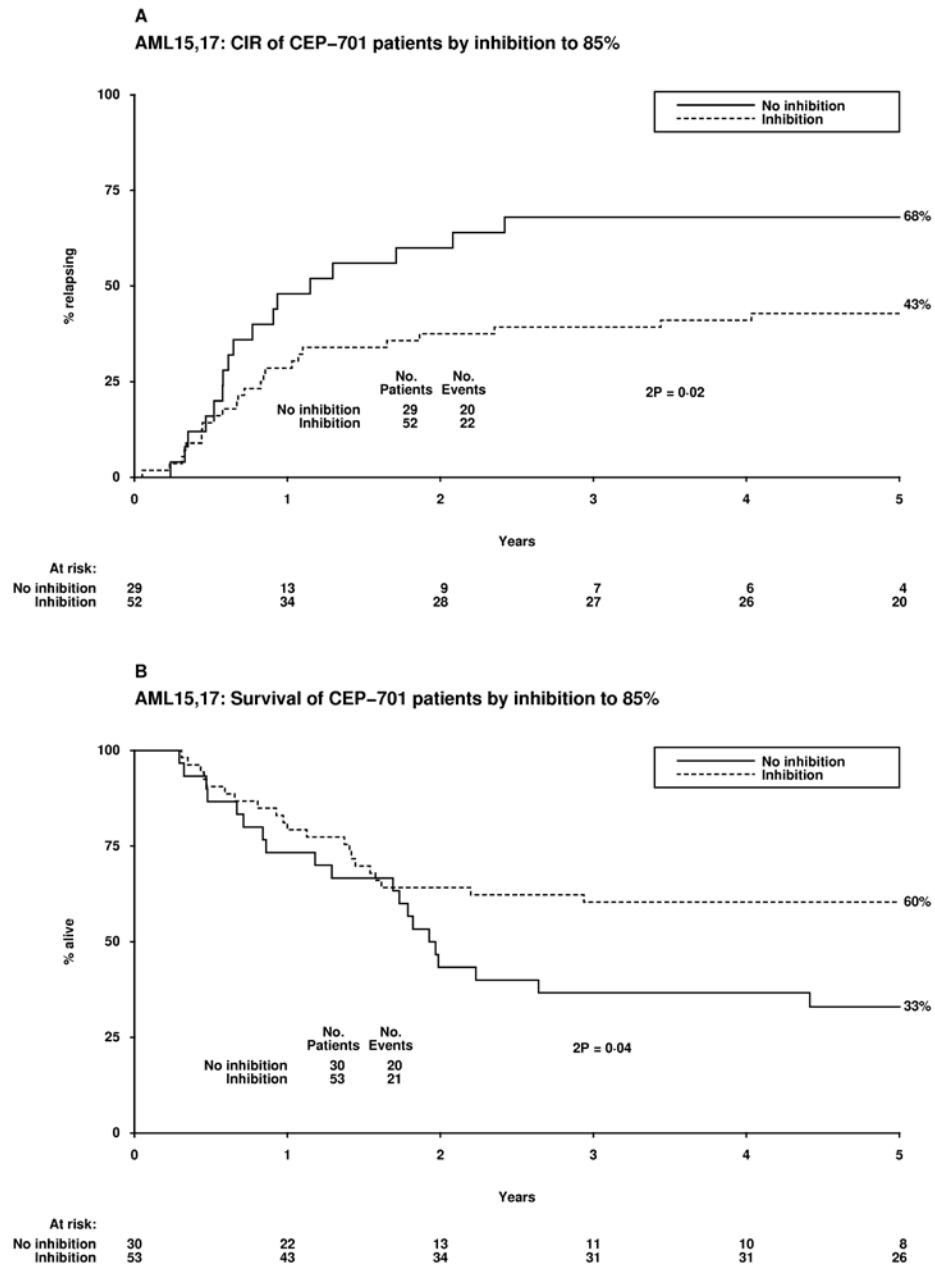 A
AML15,17: CIR of CEP−701 patients by inhibition to 85%
100
No inhibition
Inhibition
75
68%
50
% relapsing
43%
No. No.
Patients Events
25
2P = 0·02
No inhibition 29 20
Inhibition 52 22
0
0 1 2 3 4 5
Years
At risk:
No inhibition 29 13 9 7 6 4
Inhibition 52 34 28 27 26 20
B
AML15,17: Survival of CEP−701 patients by inhibition to 85%
100
No inhibition
Inhibition
75
60%
50
% alive
33%
25
No. No.
Patients Events
2P = 0·04
No inhibition 30 20
Inhibition 53 21
0
0 1 2 3 4 5
Years
At risk:
No inhibition 30 22 13 11 10 8
Inhibition 53 43 34 31 31 26